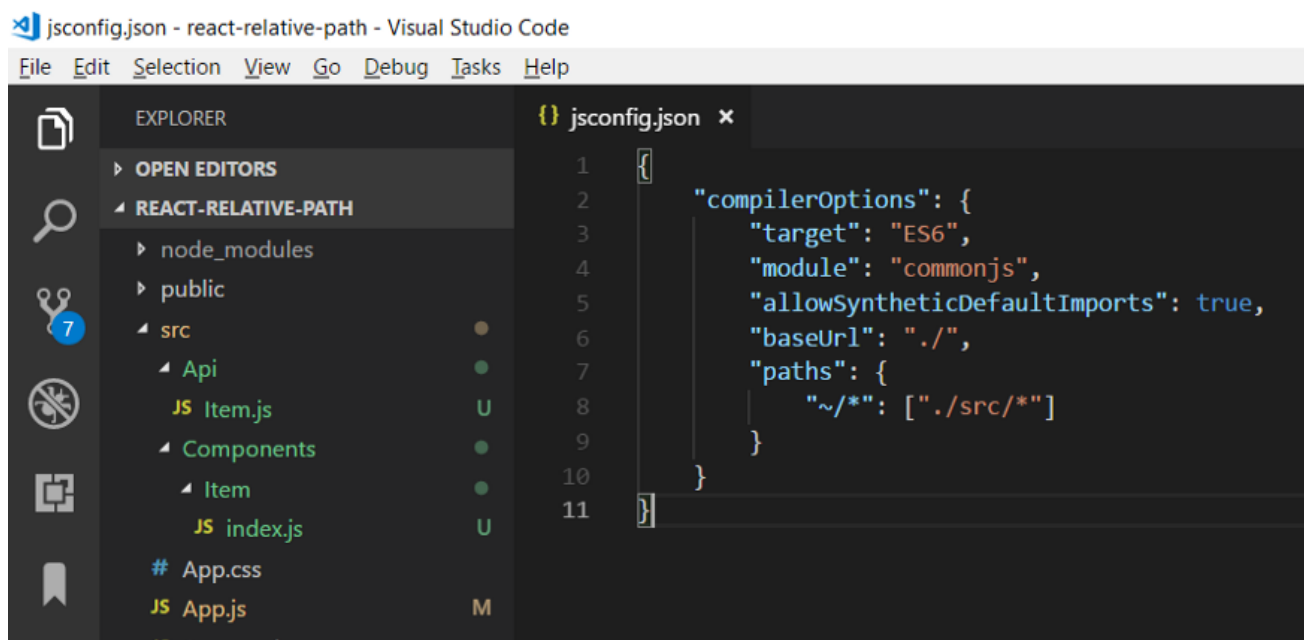 jsconfig.json - react-relative-path - Visual Studio Code
File Edit Selection View Go Debug Tasks Help
EXPLORER
OPEN EDITORS
REACT-RELATIVE-PATH
node_modules
public
src
Api
JS Item.js U
Components
Item
JS index.js U
# App.css
JS App.js M
7
{} jsconfig.json ×
1 {
2 "compilerOptions": {
3 "target": "ES6",
4 "module": "commonjs",
5 "allowSyntheticDefaultImports": true,
6 "baseUrl": "./",
7 "paths": {
8 "~/*": ["./src/*"]
9 }
10 }
11 }